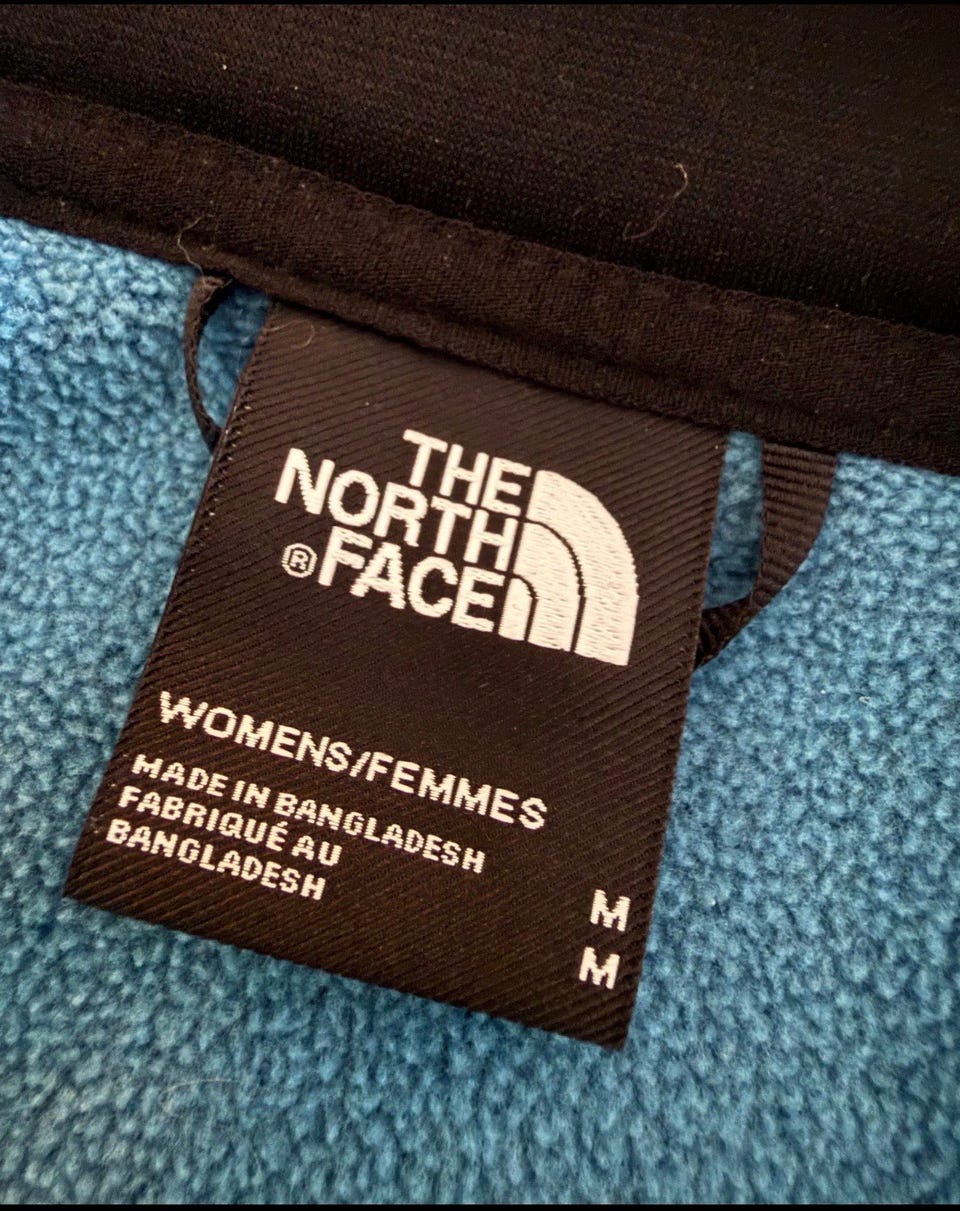 THE
NORTH
®FACE
WOMENS/FEMMES
MADE IN BANGLADESH
FABRIQUÉ AU
BANGLADESH
M
M